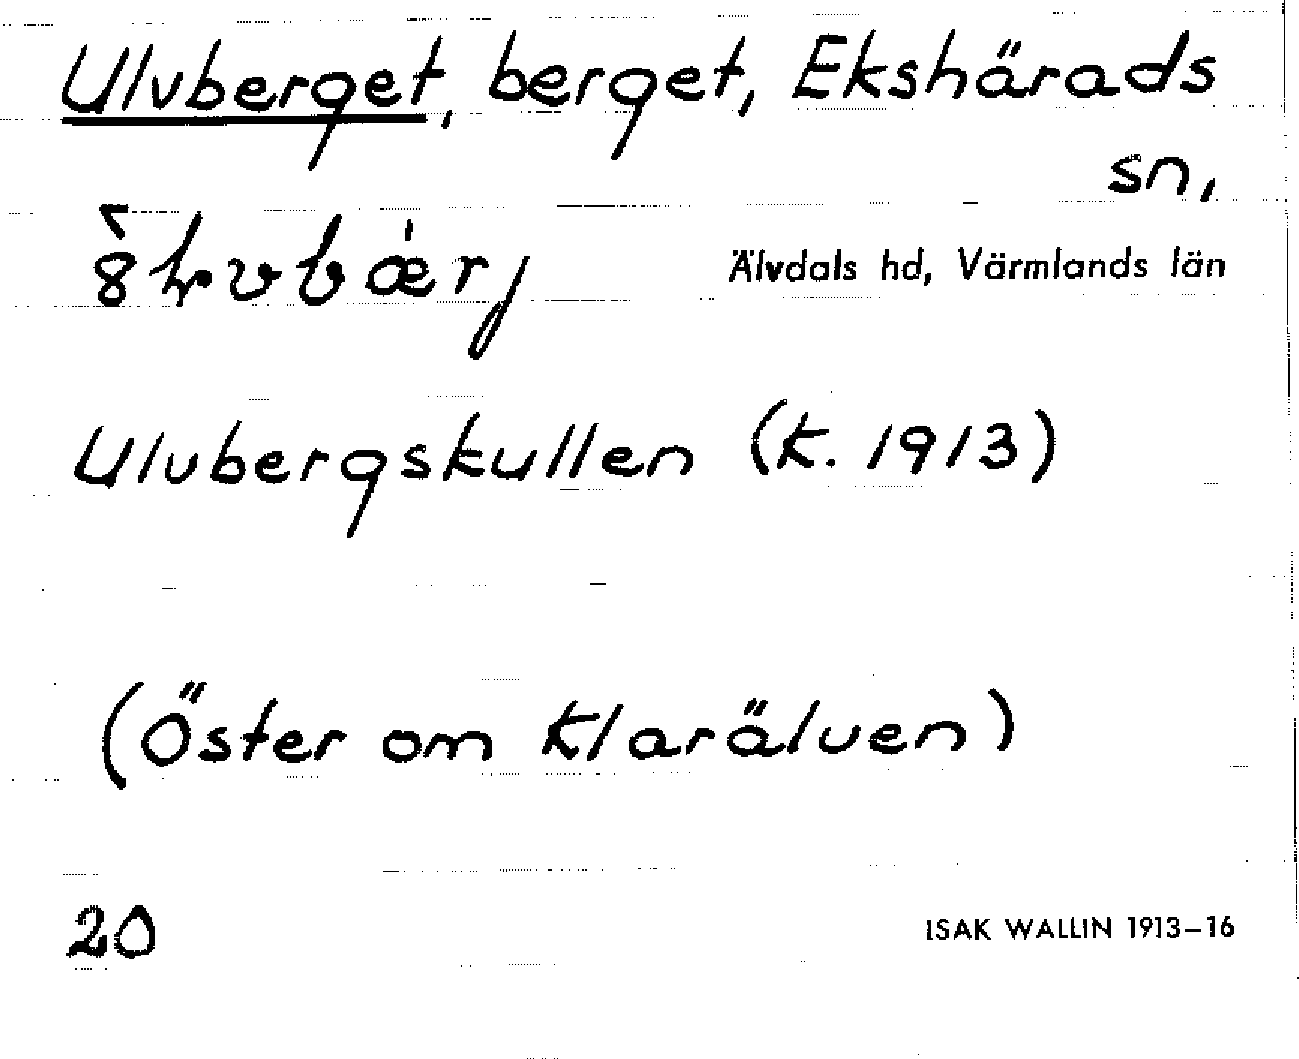 Ulvberget, berget, Ekshärads
sn,
Älvdals hd, Värmlands län
Ulvbergskullen (k. 1913)
(Öster om Klarälven)
20
ISAK WALLIN 1913–16